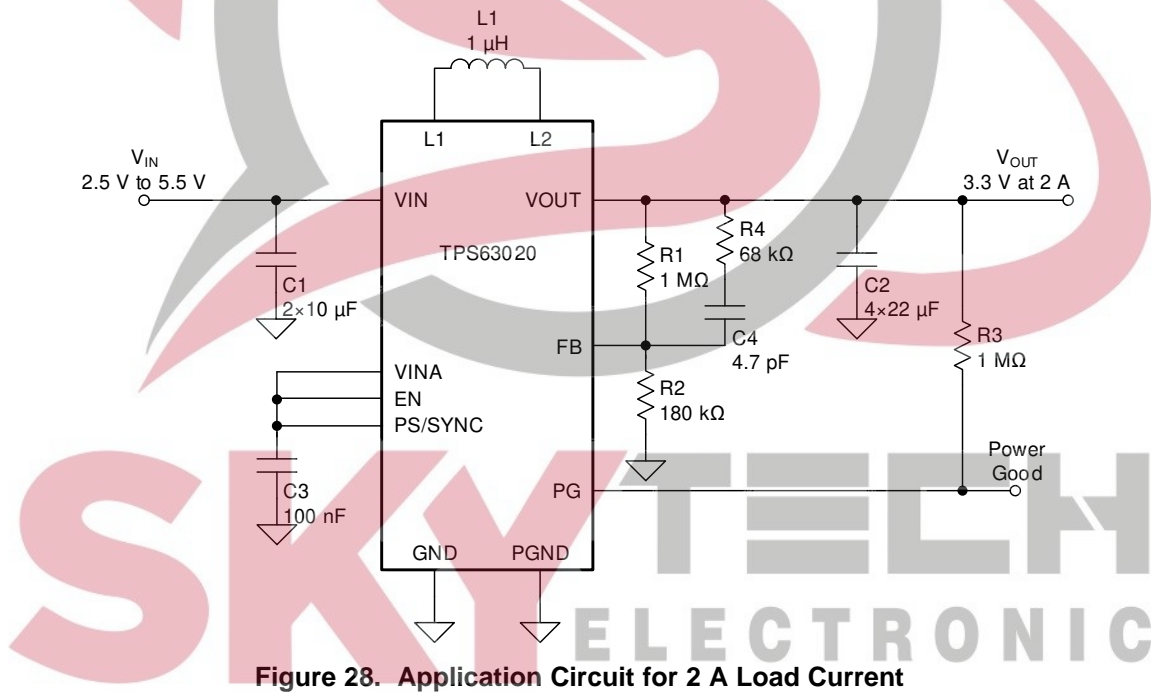 L1
1 µH
L1
L2
V_IN
2.5 V to 5.5 V
VIN
VOUT
V_OUT
3.3 V at 2 A
TPS63020
R1
1 MΩ
R4
68 kΩ
C1
2×10 µF
C2
4×22 µF
C4
4.7 pF
R3
1 MΩ
FB
VINA
EN
PS/SYNC
R2
180 kΩ
C3
100 nF
PG
Power
Good
GND
PGND
SKYTECH
ELECTRONIC
Figure 28. Application Circuit for 2 A Load Current